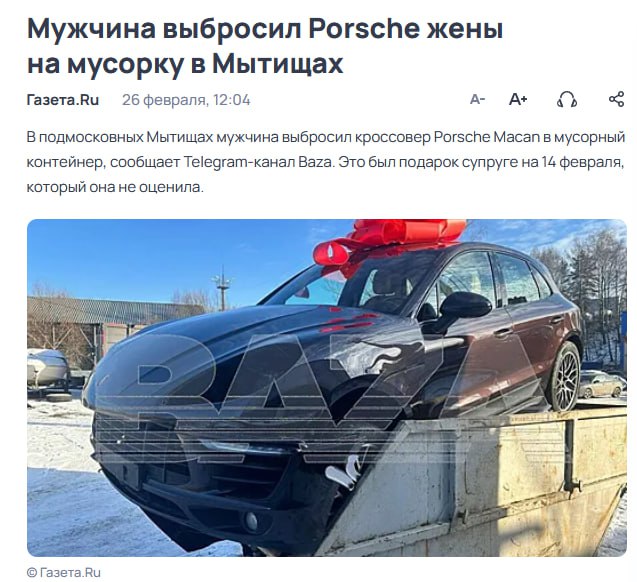 Мужчина выбросил Porsche жены
на мусорку в Мытищах
Газета.Ru 26 февраля, 12:04 A- A+
В подмосковных Мытищах мужчина выбросил кроссовер Porsche Macan в мусорный
контейнер, сообщает Telegram-канал Baza. Это был подарок супруге на 14 февраля,
который она не оценила.
BAZA
© Газета.Ru